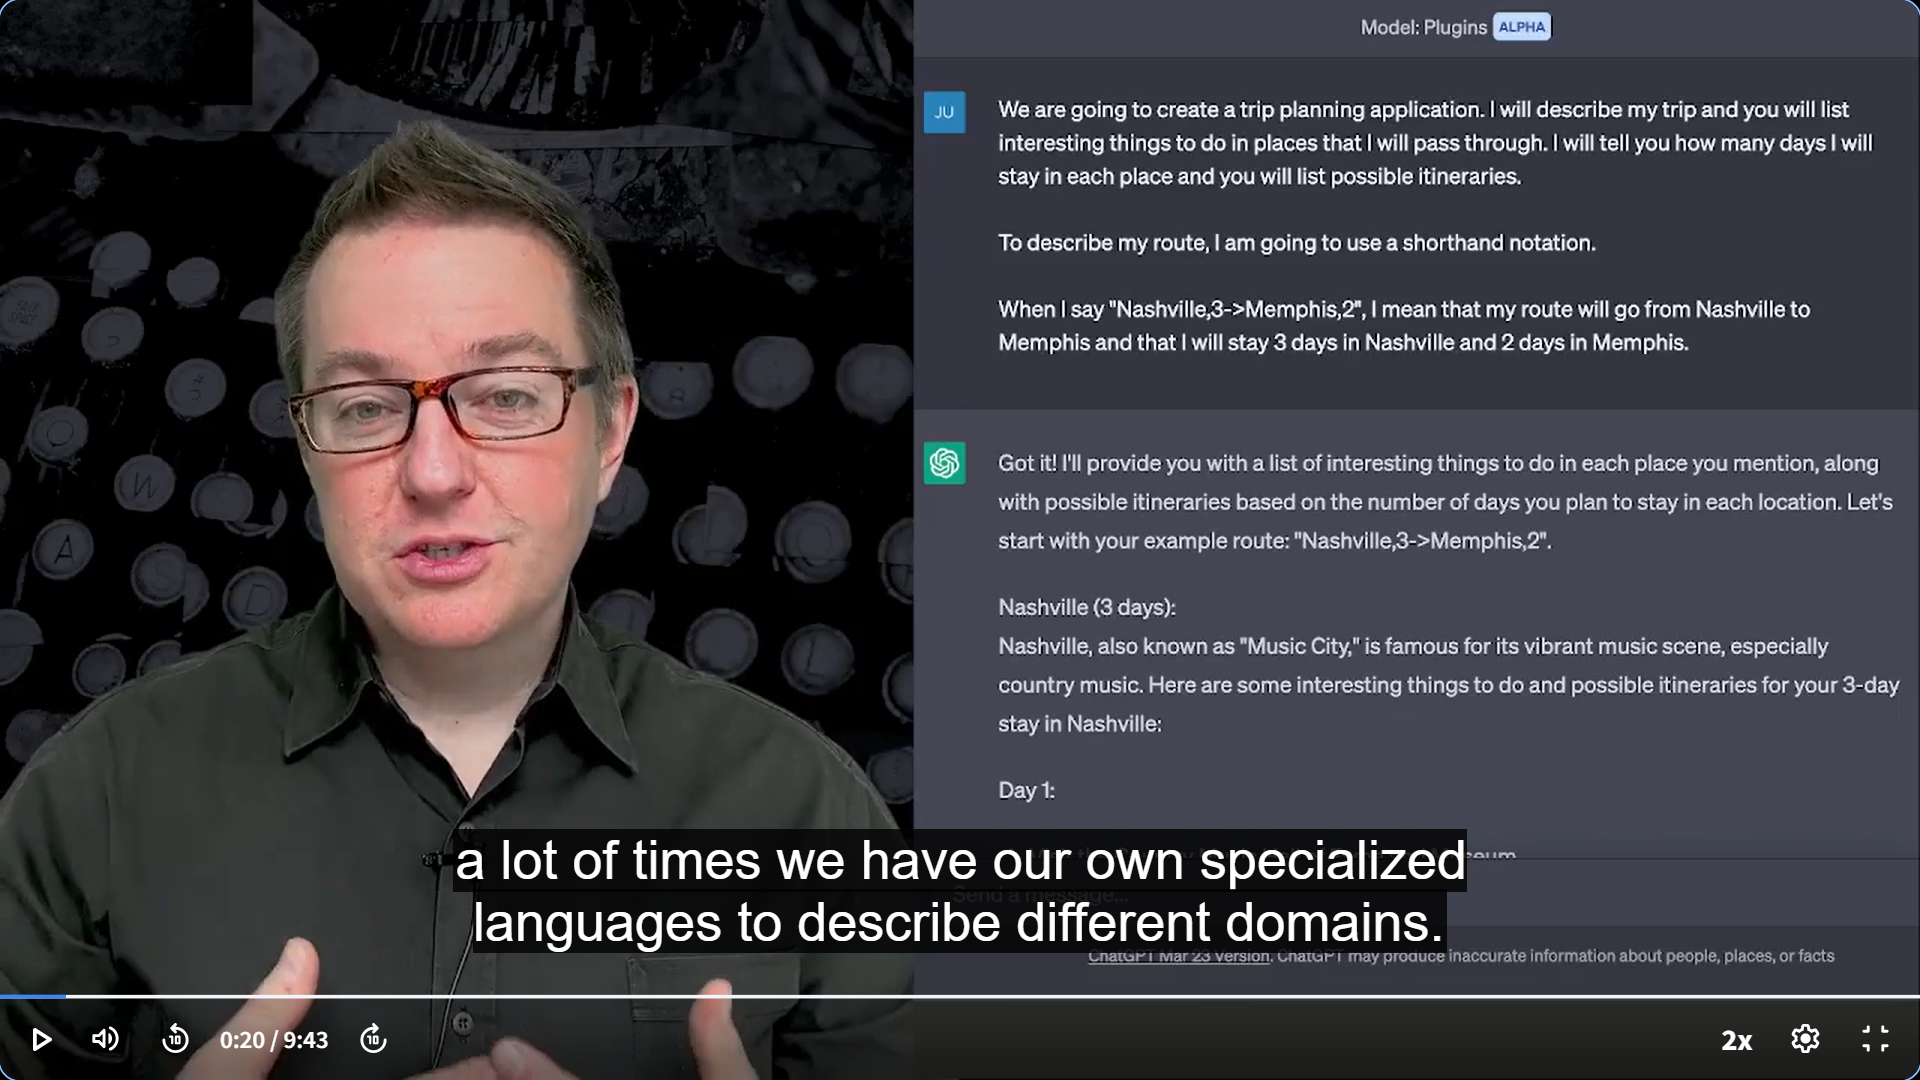 Model: Plugins ALPHA
JU
We are going to create a trip planning application. I will describe my trip and you will list
interesting things to do in places that I will pass through. I will tell you how many days I will
stay in each place and you will list possible itineraries.
To describe my route, I am going to use a shorthand notation.
When I say "Nashville,3->Memphis,2", I mean that my route will go from Nashville to
Memphis and that I will stay 3 days in Nashville and 2 days in Memphis.
Got it! I'll provide you with a list of interesting things to do in each place you mention, along
with possible itineraries based on the number of days you plan to stay in each location. Let's
start with your example route: "Nashville,3->Memphis,2".
Nashville (3 days):
Nashville, also known as "Music City," is famous for its vibrant music scene, especially
country music. Here are some interesting things to do and possible itineraries for your 3-day
stay in Nashville:
Day 1:
a lot of times we have our own specialized
Send a message...
languages to describe different domains.
ChatGPT Mar 23 Version. ChatGPT may produce inaccurate information about people, places, or facts
10
0:20 / 9:43
10
2x
O
W
A
D